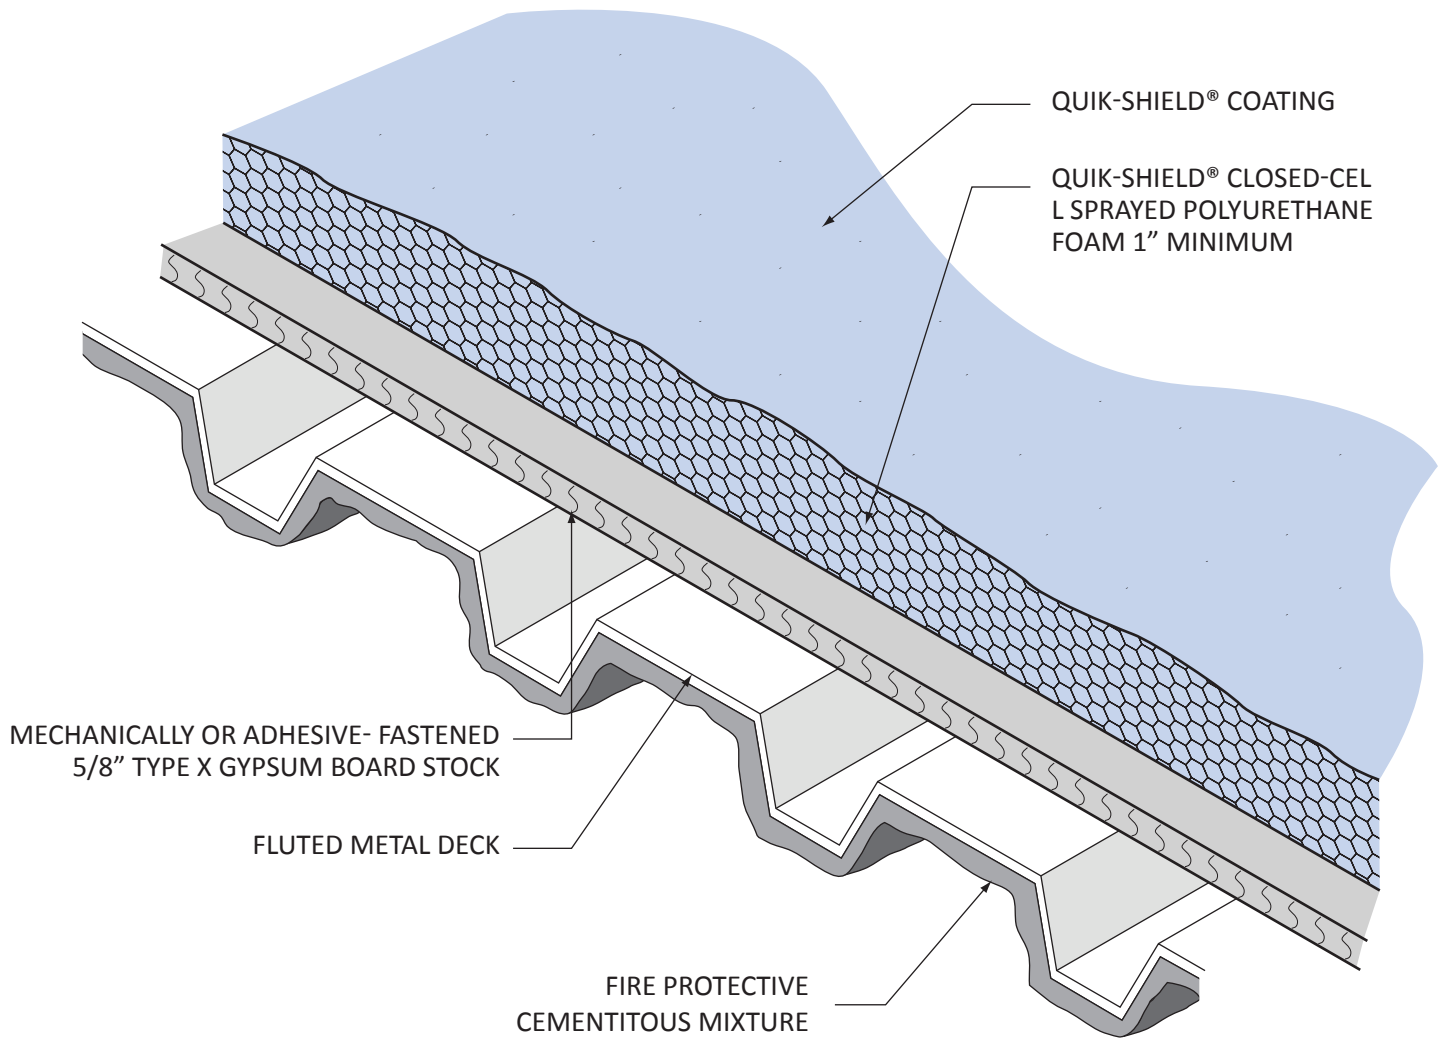 QUIK-SHIELD® COATING
QUIK-SHIELD® CLOSED-CEL
L SPRAYED POLYURETHANE
FOAM 1” MINIMUM
MECHANICALLY OR ADHESIVE- FASTENED
5/8” TYPE X GYPSUM BOARD STOCK
FLUTED METAL DECK
FIRE PROTECTIVE
CEMENTITOUS MIXTURE